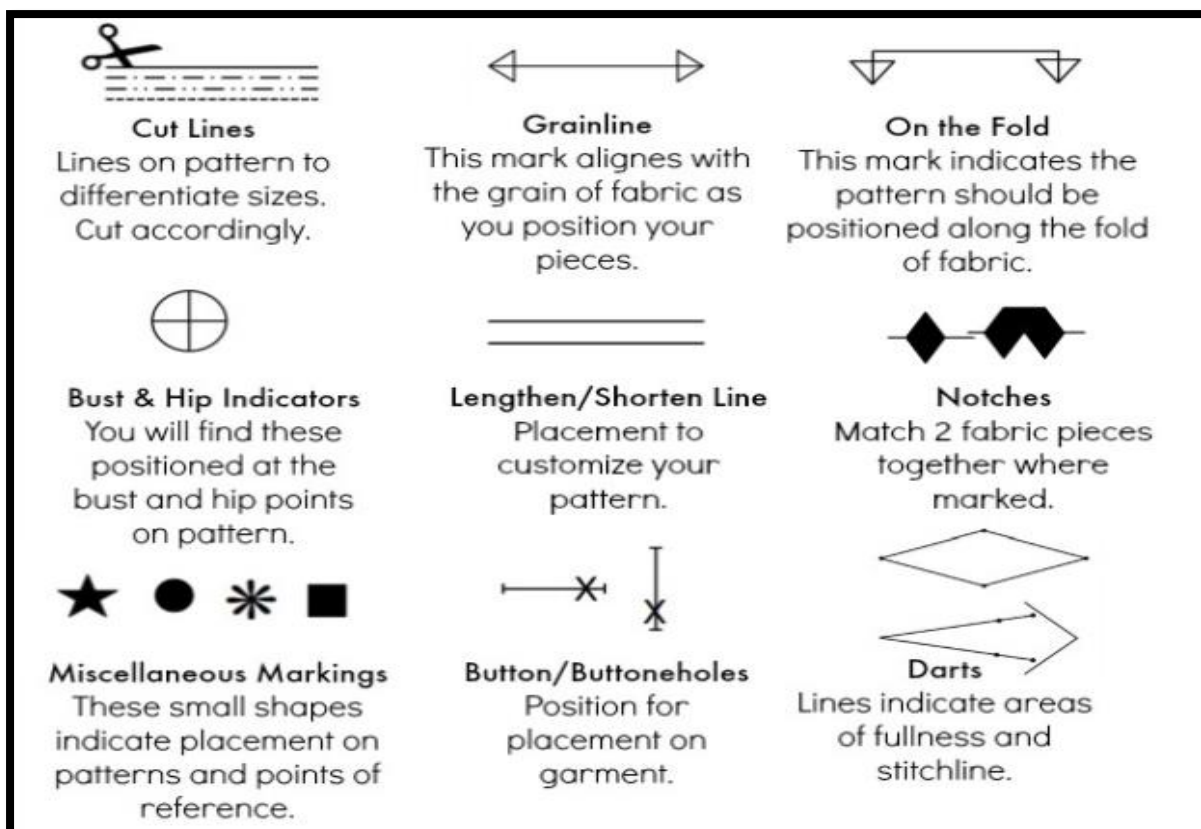 Cut Lines
Lines on pattern to
differentiate sizes.
Cut accordingly.
Grainline
This mark alignes with
the grain of fabric as
you position your
pieces.
On the Fold
This mark indicates the
pattern should be
positioned along the fold
of fabric.
Bust & Hip Indicators
You will find these
positioned at the
bust and hip points
on pattern.
Lengthen/Shorten Line
Placement to
customize your
pattern.
Notches
Match 2 fabric pieces
together where
marked.
Miscellaneous Markings
These small shapes
indicate placement on
patterns and points of
reference.
Button/Buttoneholes
Position for
placement on
garment.
Darts
Lines indicate areas
of fullness and
stitchline.